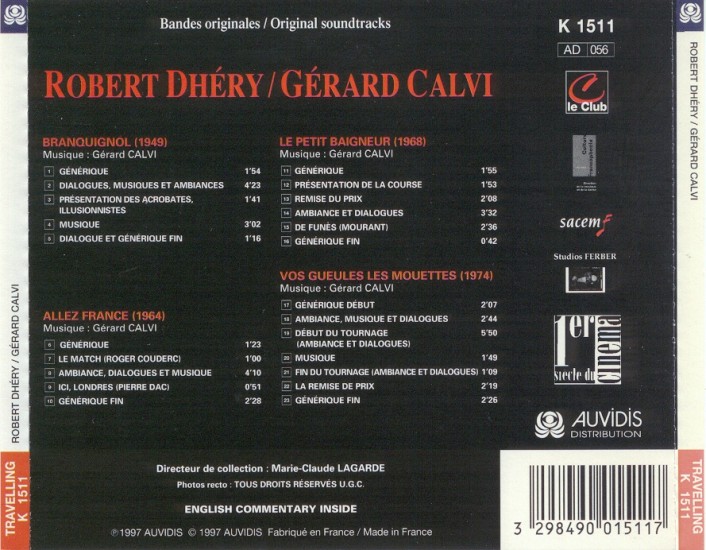 Bandes originales / Original soundtracks
K 1511
AD 056
ROBERT DHÉRY / GÉRARD CALVI
le Club
BRANQUIGNOL (1949)
Musique : Gérard CALVI
1 GÉNÉRIQUE 1'54
2 DIALOGUES, MUSIQUES ET AMBIANCES 4'23
3 PRÉSENTATION DES ACROBATES, 1'41
ILLUSIONNISTES
4 MUSIQUE 3'02
5 DIALOGUE ET GÉNÉRIQUE FIN 1'16
ALLEZ FRANCE (1964)
Musique : Gérard CALVI
6 GÉNÉRIQUE 1'23
7 LE MATCH (ROGER COUDERC) 1'00
8 AMBIANCE, DIALOGUES ET MUSIQUE 4'10
9 ICI, LONDRES (PIERRE DAC) 0'51
10 GÉNÉRIQUE FIN 2'28
LE PETIT BAIGNEUR (1968)
Musique : Gérard CALVI
11 GÉNÉRIQUE 1'55
12 PRÉSENTATION DE LA COURSE 1'53
13 REMISE DU PRIX 2'08
14 AMBIANCE ET DIALOGUES 3'32
15 DE FUNÈS (MOURANT) 2'36
16 GÉNÉRIQUE FIN 0'42
VOS GUEULES LES MOUETTES (1974)
Musique : Gérard CALVI
17 GÉNÉRIQUE DÉBUT 2'07
18 AMBIANCE, MUSIQUE ET DIALOGUES 2'44
19 DÉBUT DU TOURNAGE 5'50
(AMBIANCE ET DIALOGUES)
20 MUSIQUE 1'49
21 FIN DU TOURNAGE (AMBIANCE ET DIALOGUES) 1'09
22 LA REMISE DE PRIX 2'19
23 GÉNÉRIQUE FIN 2'26
sacem
Studios FERBER
1er
siècle du
cinéma
AUVIDIS
DISTRIBUTION
Directeur de collection : Marie-Claude LAGARDE
Photos recto : TOUS DROITS RÉSERVÉS U.G.C.
ENGLISH COMMENTARY INSIDE
℗ 1997 AUVIDIS © 1997 AUVIDIS Fabriqué en France / Made in France
3 298490 015117
ROBERT DHÉRY / GÉRARD CALVI
TRAVELLING
K 1511
ROBERT DHÉRY / GÉRARD CALVI
TRAVELLING
K 1511